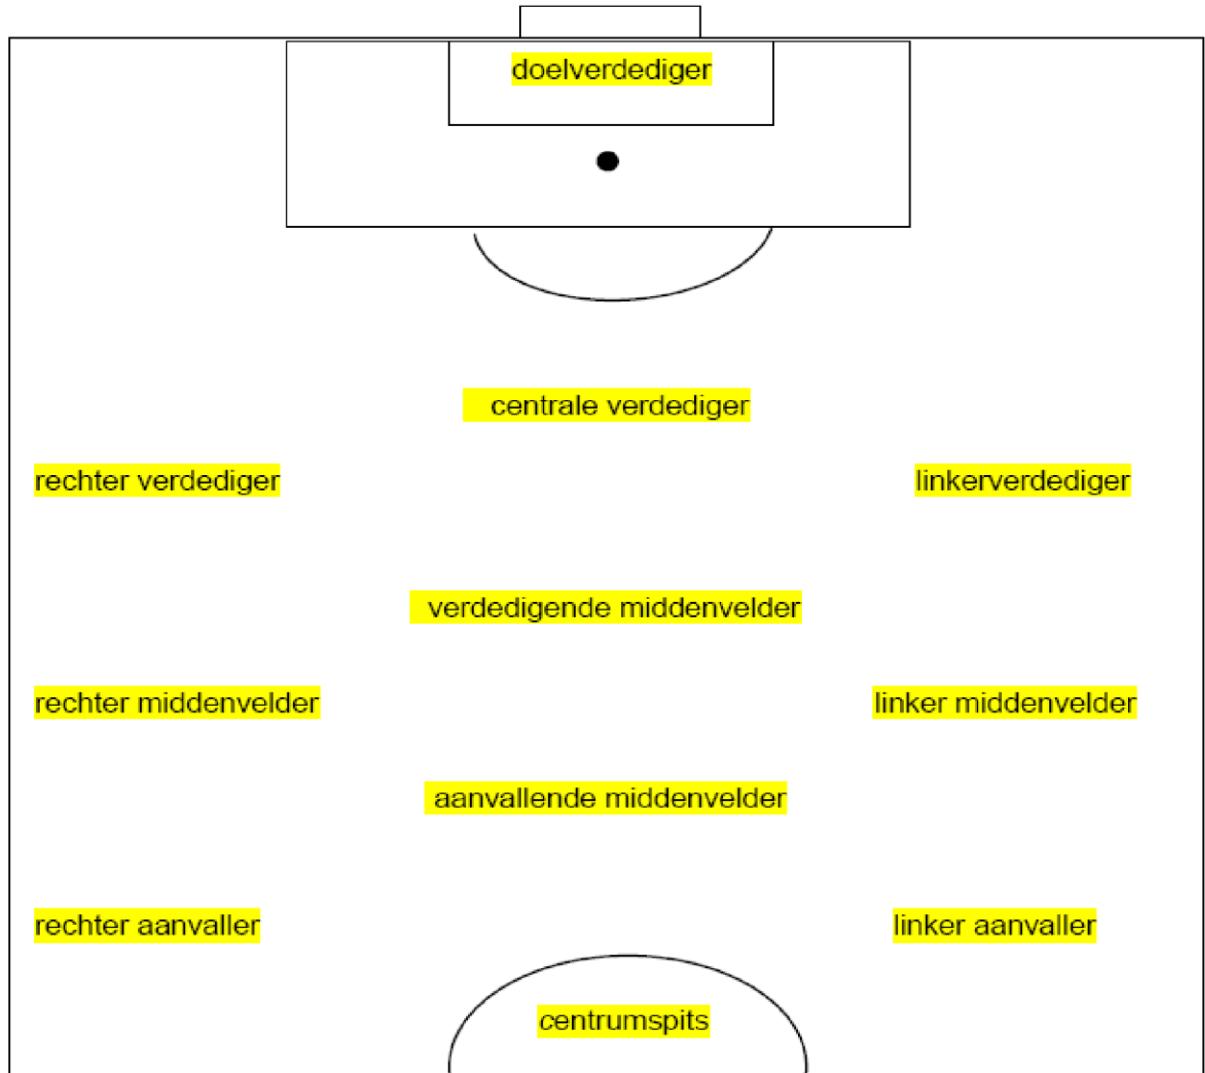 doelverdediger
centrale verdediger
rechter verdediger
linkerverdediger
verdedigende middenvelder
rechter middenvelder
linker middenvelder
aanvallende middenvelder
rechter aanvaller
linker aanvaller
centrumspits